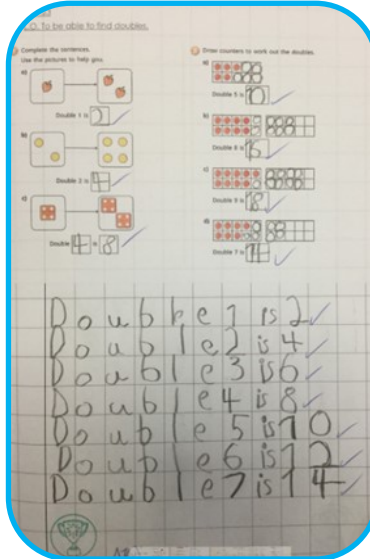 L.O. To be able to find doubles.
Complete the sentences.
Use the pictures to help you.
a)
Double 1 is 2
b)
Double 2 is 4
c)
Double 4 is 8
Draw counters to work out the doubles.
a)
Double 5 is 10
b)
Double 8 is 16
c)
Double 9 is 18
d)
Double 7 is 14
Double 1 is 2
Double 2 is 4
Double 3 is 6
Double 4 is 8
Double 5 is 10
Double 6 is 12
Double 7 is 14